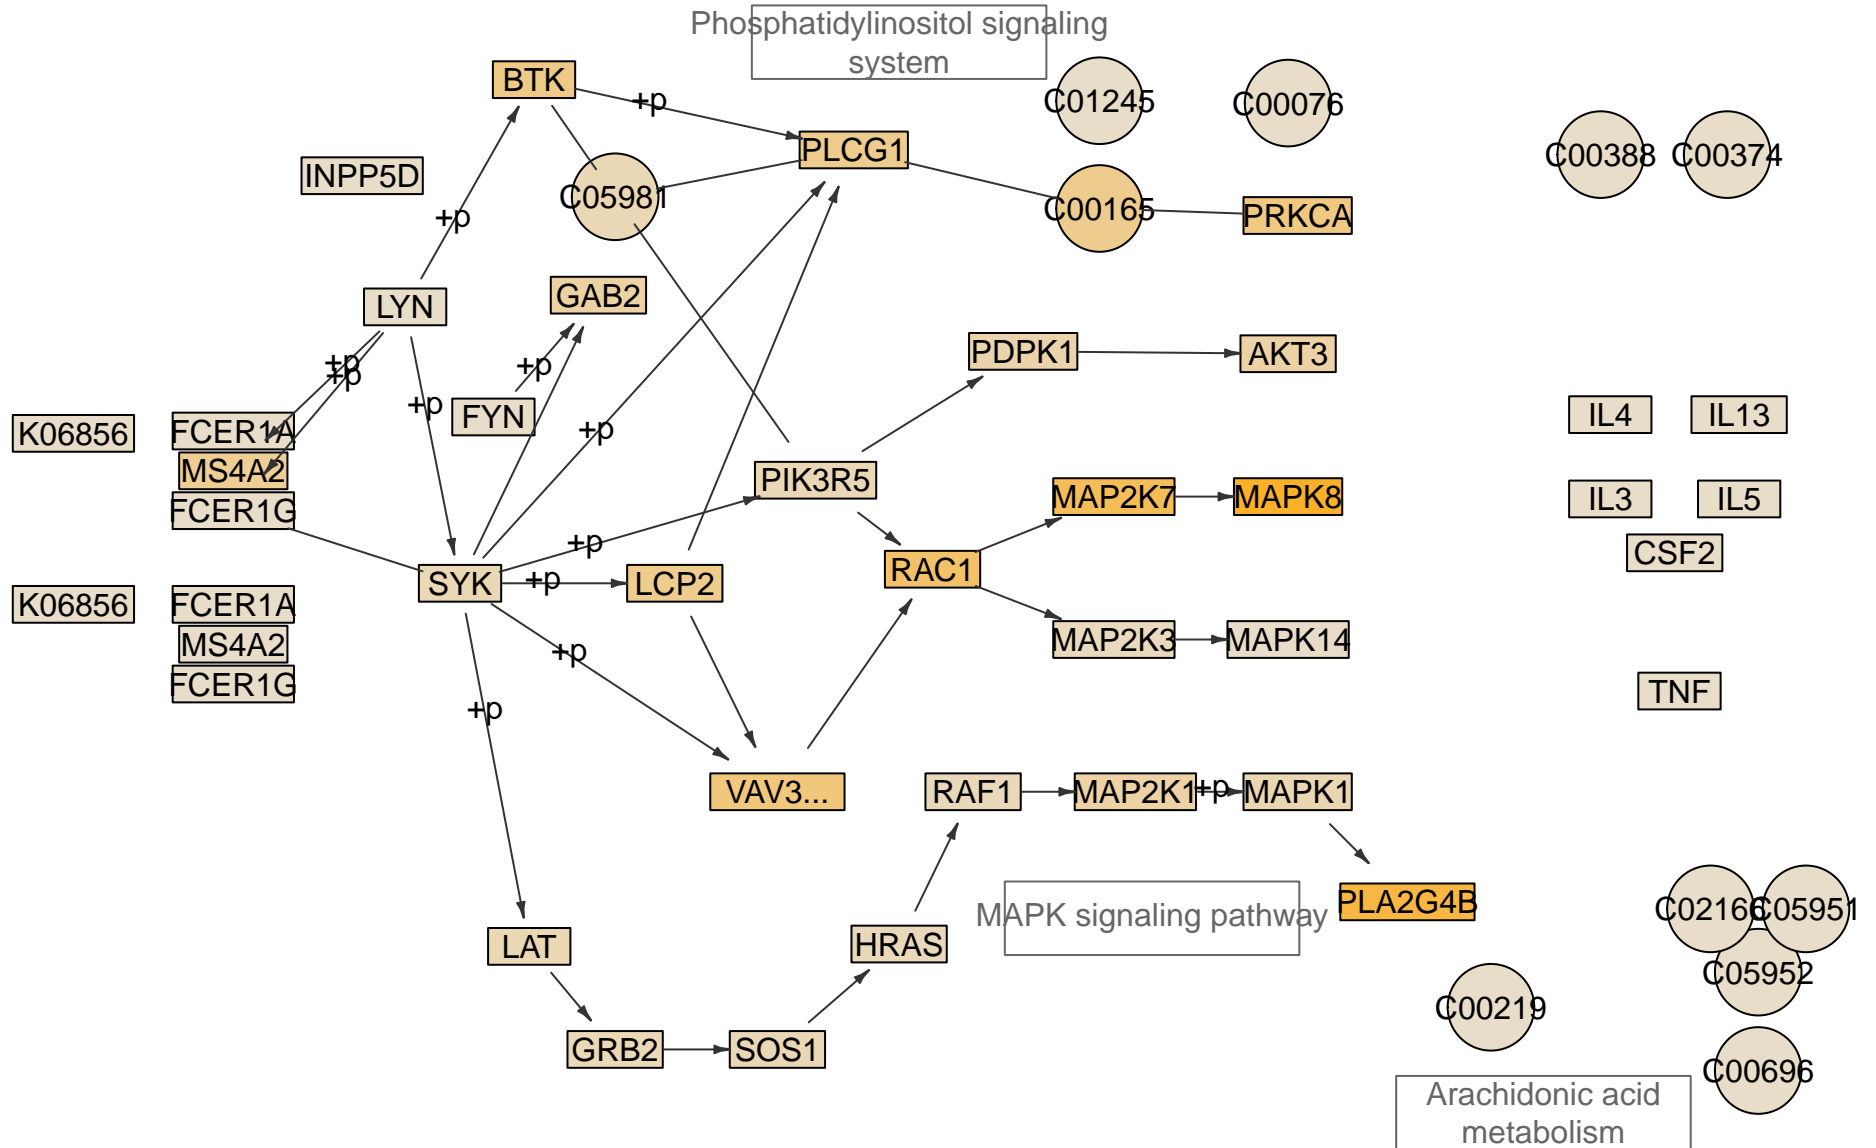 Phosphatidylinositol signaling
system
BTK
+p
C01245
C00076
PLCG1
C00388
C00374
INPP5D
C05981
+p
C00165
PRKCA
LYN
GAB2
+p
+p
+p
PDPK1
AKT3
+p
FYN
+p
K06856
FCER1A
MS4A2
FCER1G
IL4
IL13
PIK3R5
MAP2K7
MAPK8
IL3
IL5
+p
CSF2
SYK
+p
LCP2
RAC1
K06856
FCER1A
MS4A2
FCER1G
+p
MAP2K3
MAPK14
TNF
+p
VAV3...
RAF1
MAP2K1
+p
MAPK1
MAPK signaling pathway
PLA2G4B
C02166
C05951
LAT
HRAS
C05952
C00219
GRB2
SOS1
C00696
Arachidonic acid
metabolism